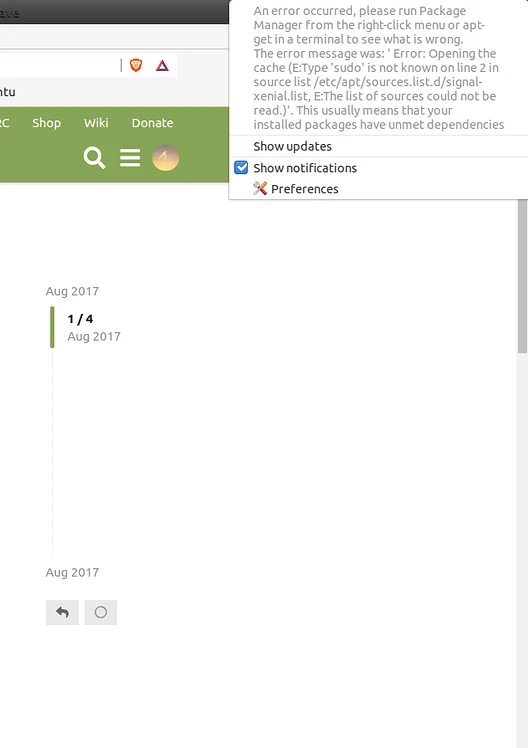 An error occurred, please run Package
Manager from the right-click menu or apt-
get in a terminal to see what is wrong.
The error message was: ' Error: Opening the
cache (E:Type 'sudo' is not known on line 2 in
source list /etc/apt/sources.list.d/signal-
xenial.list, E:The list of sources could not be
read.)'. This usually means that your
installed packages have unmet dependencies
Show updates
Show notifications
Preferences
ntu
Shop Wiki Donate
Aug 2017
1 / 4
Aug 2017
Aug 2017